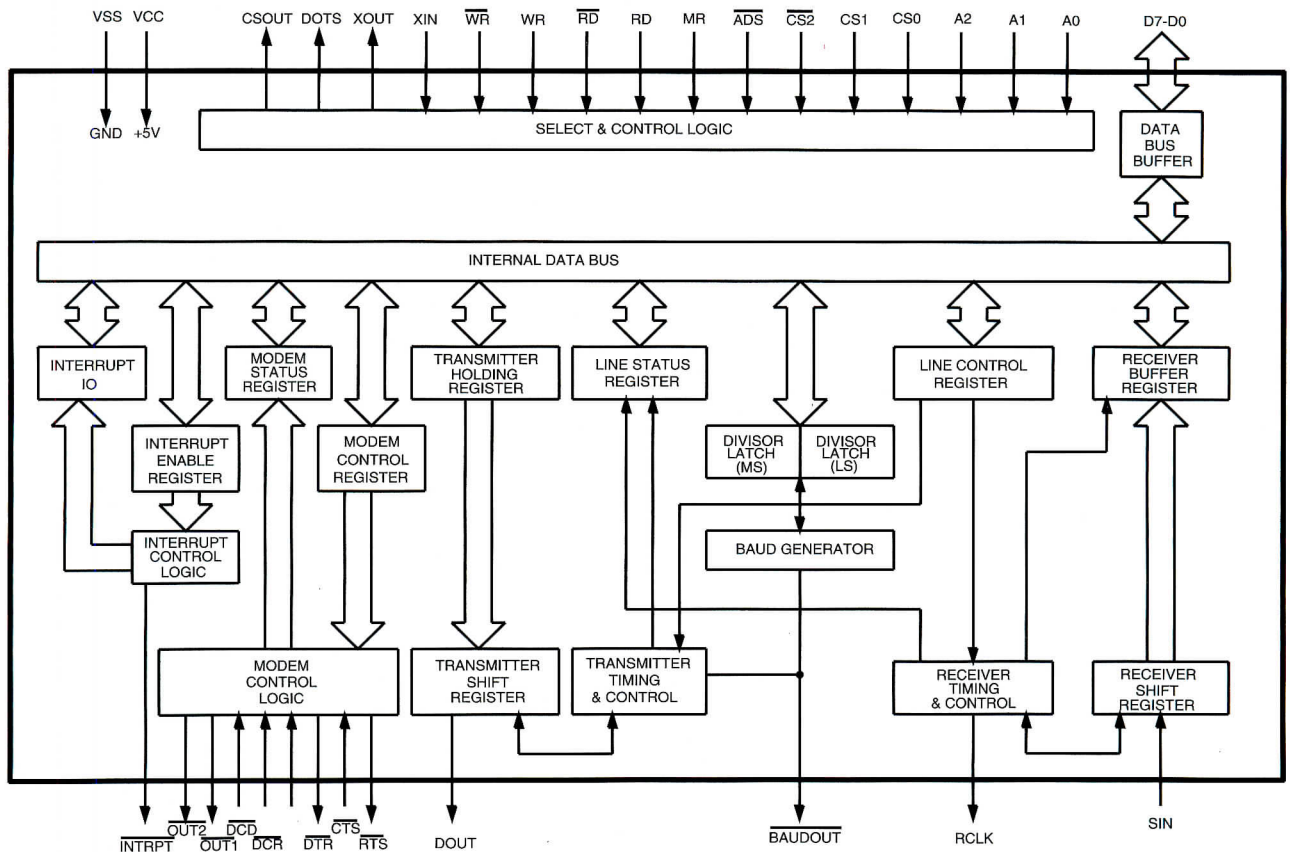 VSS VCC CSOUT DOTS XOUT XIN WR WR RD RD MR ADS CS2 CS1 CS0 A2 A1 A0 D7-D0
GND +5V
SELECT & CONTROL LOGIC
DATA
BUS
BUFFER
INTERNAL DATA BUS
INTERRUPT
IO
MODEM
STATUS
REGISTER
TRANSMITTER
HOLDING
REGISTER
LINE STATUS
REGISTER
LINE CONTROL
REGISTER
RECEIVER
BUFFER
REGISTER
INTERRUPT
ENABLE
REGISTER
MODEM
CONTROL
REGISTER
DIVISOR
LATCH
(MS)
DIVISOR
LATCH
(LS)
INTERRUPT
CONTROL
LOGIC
BAUD GENERATOR
MODEM
CONTROL
LOGIC
TRANSMITTER
SHIFT
REGISTER
TRANSMITTER
TIMING
& CONTROL
RECEIVER
TIMING
& CONTROL
RECEIVER
SHIFT
REGISTER
INTRPT OUT2 OUT1 DCD DCR DTR CTS RTS DOUT BAUDOUT RCLK SIN